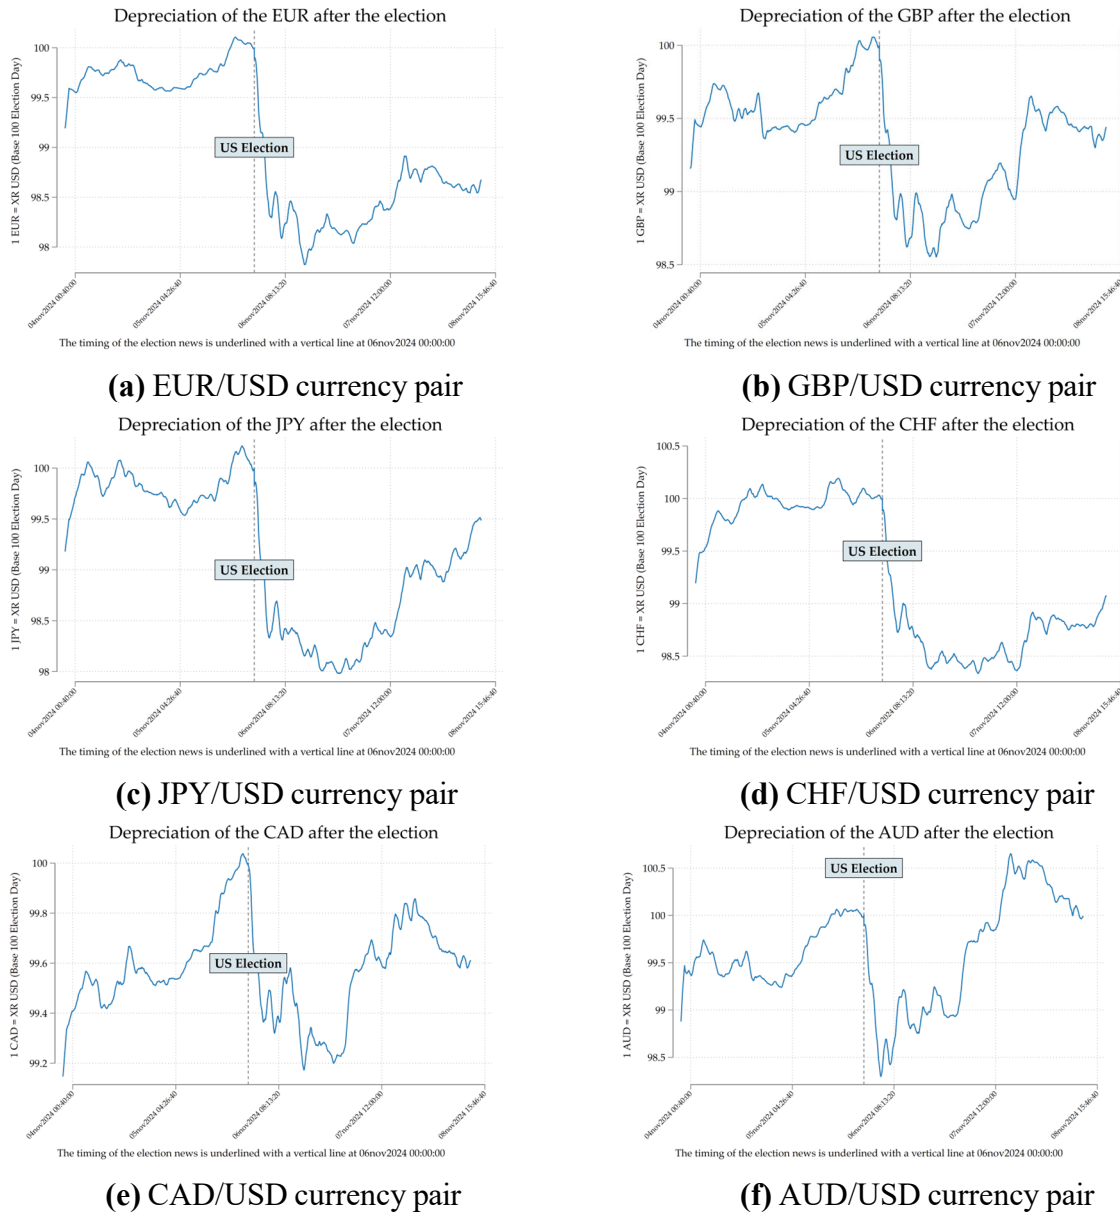 Depreciation of the EUR after the election
1 EUR = XR USD (Base 100 Election Day)
100
99.5
99
98.5
98
US Election
04nov2024 00:40:00
05nov2024 04:26:40
06nov2024 08:13:20
07nov2024 12:00:00
08nov2024 15:46:40
The timing of the election news is underlined with a vertical line at 06nov2024 00:00:00
(a) EUR/USD currency pair
Depreciation of the GBP after the election
1 GBP = XR USD (Base 100 Election Day)
100
99.5
99
98.5
US Election
04nov2024 00:40:00
05nov2024 04:26:40
06nov2024 08:13:20
07nov2024 12:00:00
08nov2024 15:46:40
The timing of the election news is underlined with a vertical line at 06nov2024 00:00:00
(b) GBP/USD currency pair
Depreciation of the JPY after the election
1 JPY = XR USD (Base 100 Election Day)
100
99.5
99
98.5
98
US Election
04nov2024 00:40:00
05nov2024 04:26:40
06nov2024 08:13:20
07nov2024 12:00:00
08nov2024 15:46:40
The timing of the election news is underlined with a vertical line at 06nov2024 00:00:00
(c) JPY/USD currency pair
Depreciation of the CHF after the election
1 CHF = XR USD (Base 100 Election Day)
100.5
100
99.5
99
98.5
US Election
04nov2024 00:40:00
05nov2024 04:26:40
06nov2024 08:13:20
07nov2024 12:00:00
08nov2024 15:46:40
The timing of the election news is underlined with a vertical line at 06nov2024 00:00:00
(d) CHF/USD currency pair
Depreciation of the CAD after the election
1 CAD = XR USD (Base 100 Election Day)
100
99.8
99.6
99.4
99.2
US Election
04nov2024 00:40:00
05nov2024 04:26:40
06nov2024 08:13:20
07nov2024 12:00:00
08nov2024 15:46:40
The timing of the election news is underlined with a vertical line at 06nov2024 00:00:00
(e) CAD/USD currency pair
Depreciation of the AUD after the election
1 AUD = XR USD (Base 100 Election Day)
100.5
100
99.5
99
98.5
US Election
04nov2024 00:40:00
05nov2024 04:26:40
06nov2024 08:13:20
07nov2024 12:00:00
08nov2024 15:46:40
The timing of the election news is underlined with a vertical line at 06nov2024 00:00:00
(f) AUD/USD currency pair